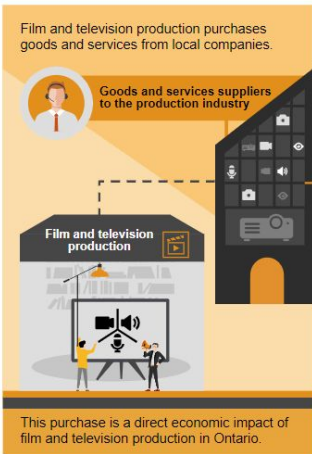 Film and television production purchases
goods and services from local companies.
Goods and services suppliers
to the production industry
Film and television
production
This purchase is a direct economic impact of
film and television production in Ontario.